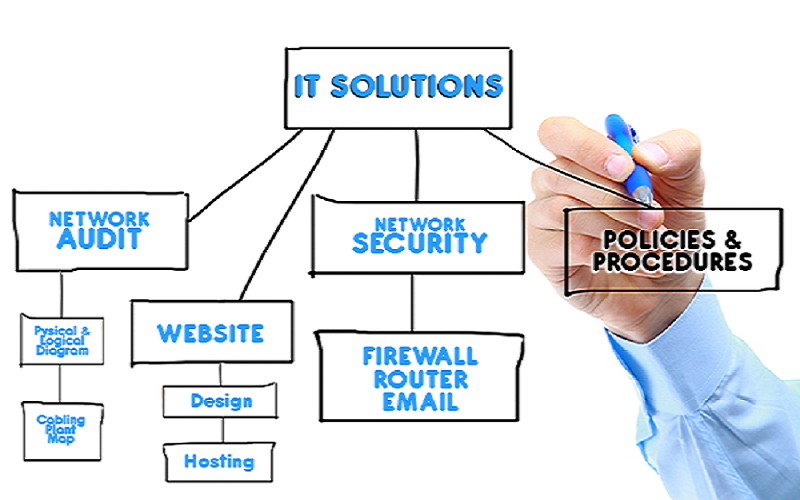 IT SOLUTIONS
NETWORK
AUDIT
NETWORK
SECURITY
POLICIES &
PROCEDURES
Pysical &
Logical
Diagram
WEBSITE
FIREWALL
ROUTER
EMAIL
Design
Cabling
Plant
Map
Hosting